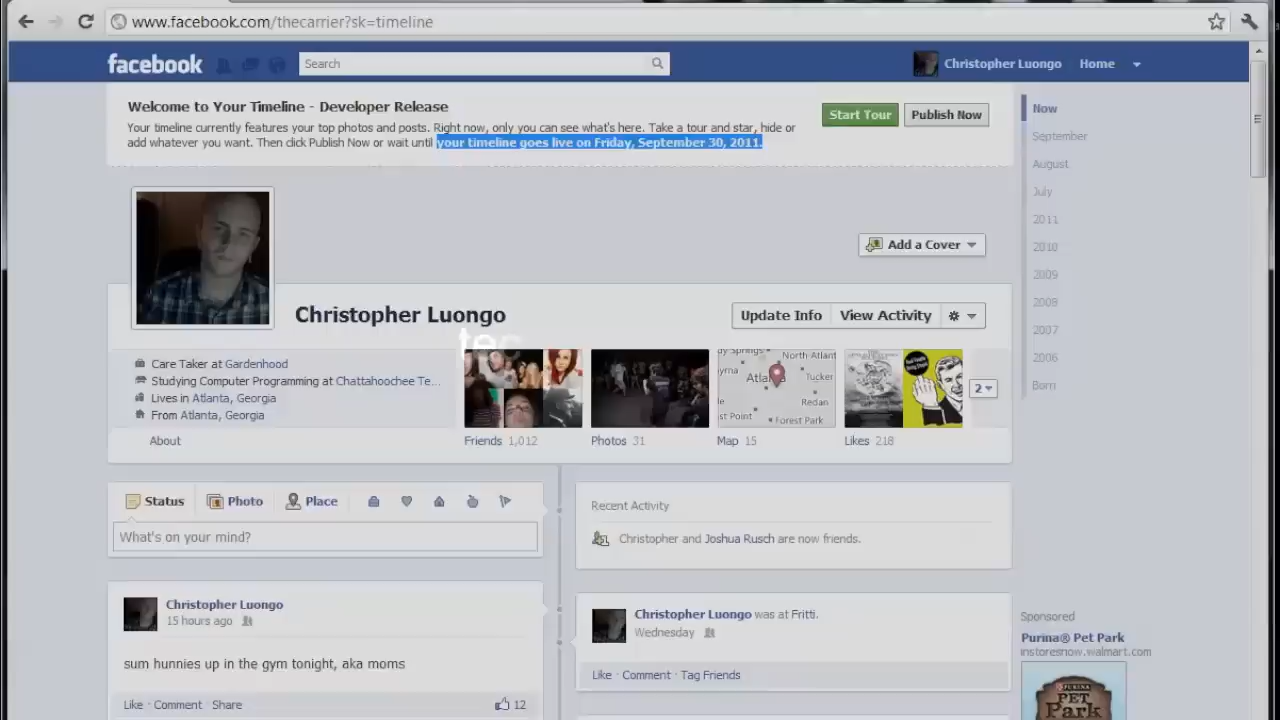 www.facebook.com/thecarrier?sk=timeline
facebook
Search
Christopher Luongo
Home
Welcome to Your Timeline - Developer Release
Your timeline currently features your top photos and posts. Right now, only you can see what's here. Take a tour and star, hide or
add whatever you want. Then click Publish Now or wait until your timeline goes live on Friday, September 30, 2011.
Start Tour
Publish Now
Now
September
August
July
2011
2010
2009
2008
2007
2006
Born
Add a Cover
Christopher Luongo
Update Info
View Activity
tec
Care Taker at Gardenhood
Studying Computer Programming at Chattahoochee Te...
Lives in Atlanta, Georgia
From Atlanta, Georgia
About
North Atlant
Atlanta
Tucker
Forest Park
2
Friends 1,012
Photos 31
Map 15
Likes 218
Status
Photo
Place
What's on your mind?
Recent Activity
Christopher and Joshua Rusch are now friends.
Christopher Luongo
15 hours ago
sum hunnies up in the gym tonight, aka moms
Like · Comment · Share
12
Christopher Luongo was at Fritti.
Wednesday
Like · Comment · Tag Friends
Sponsored
Purina® Pet Park
instoresnow.walmart.com
PURINA
PET
Park